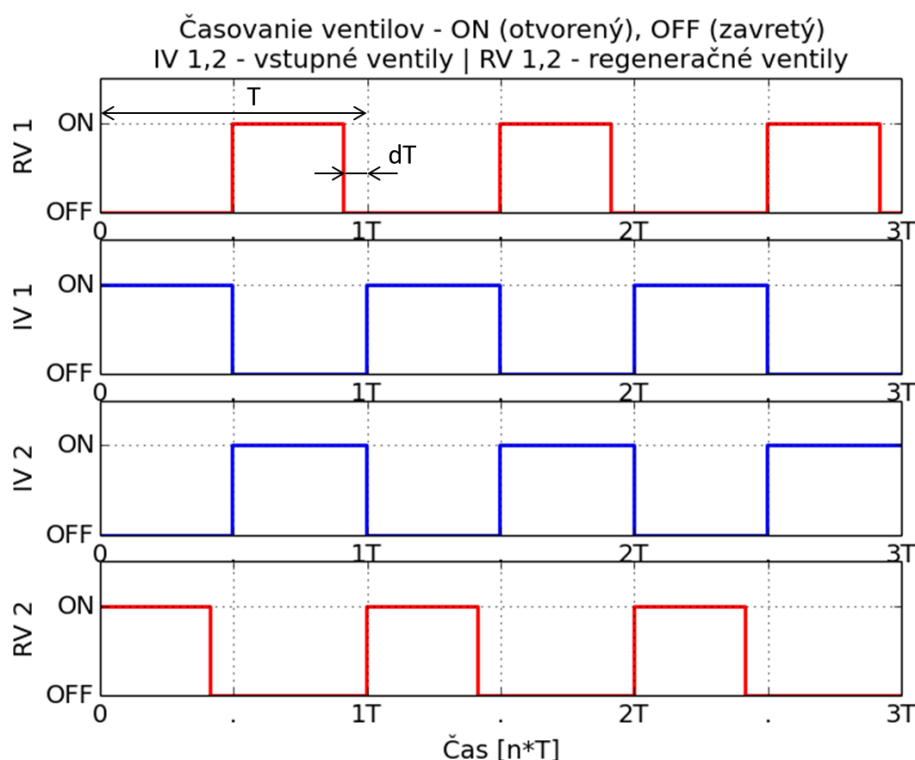 Časovanie ventilov - ON (otvorený), OFF (zavretý)
IV 1,2 - vstupné ventily | RV 1,2 - regeneračné ventily
T
dT
RV 1
ON
OFF
0 . 1T . 2T . 3T
IV 1
ON
OFF
0 . 1T . 2T . 3T
IV 2
ON
OFF
0 . 1T . 2T . 3T
RV 2
ON
OFF
0 . 1T . 2T . 3T
Čas [n*T]